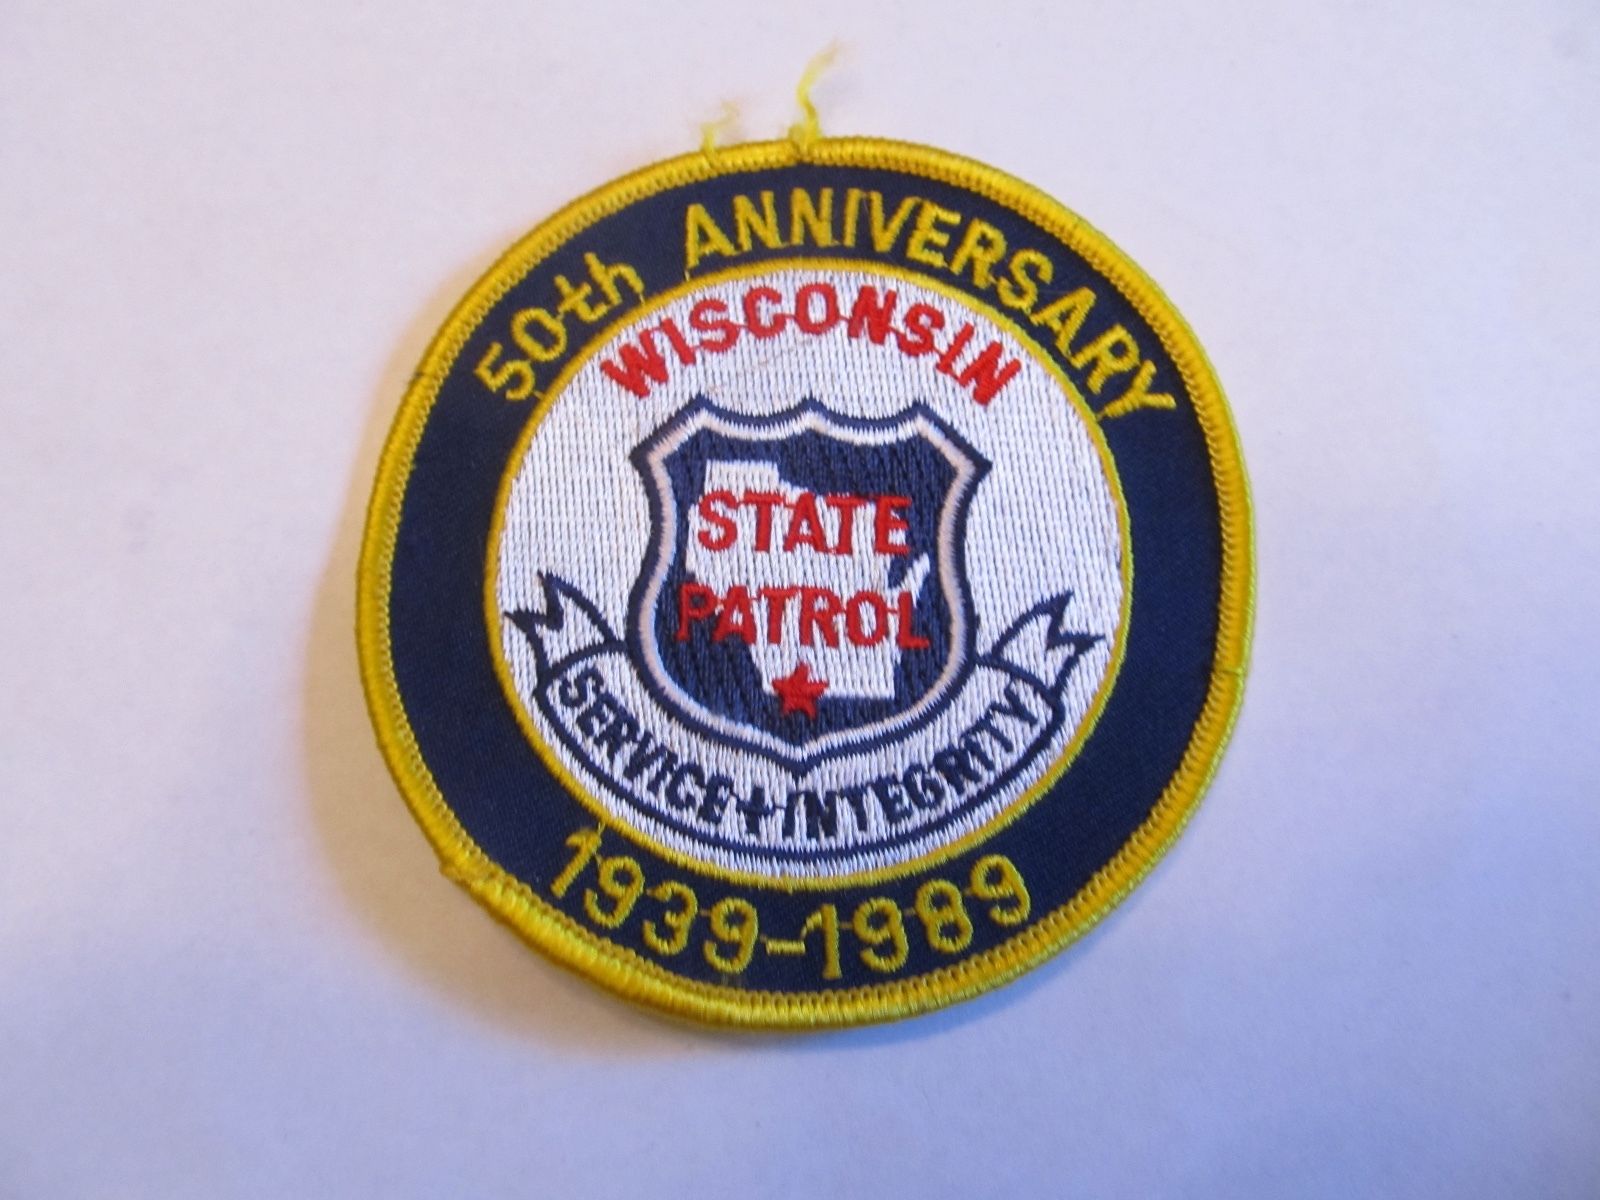 50th ANNIVERSARY
WISCONSIN
STATE
PATROL
SERVICE + INTEGRITY
1939-1989